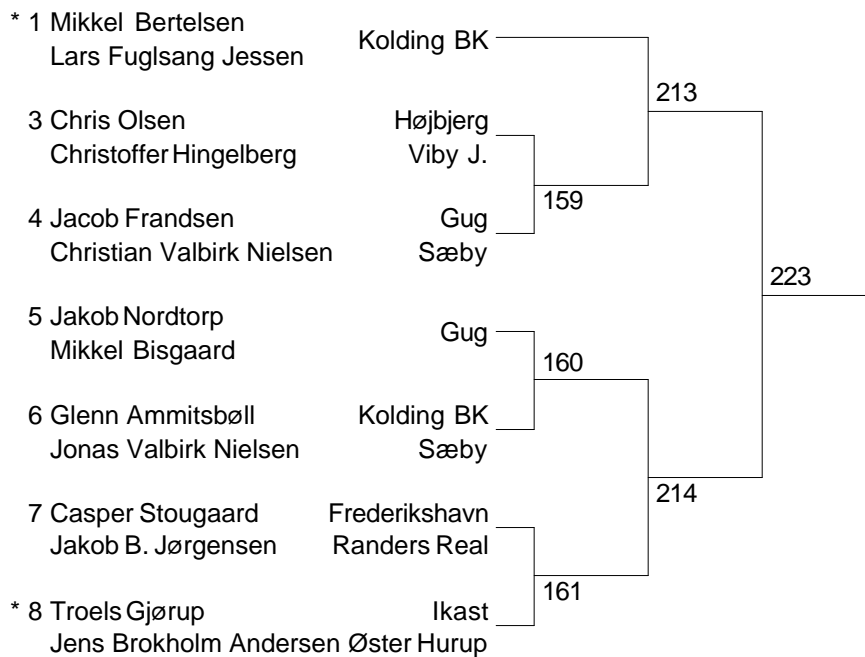 * 1 Mikkel Bertelsen
Kolding BK
Lars Fuglsang Jessen
213
3 Chris Olsen Højbjerg
Christoffer Hingelberg Viby J.
159
4 Jacob Frandsen Gug
Christian Valbirk Nielsen Sæby
223
5 Jakob Nordtorp
Gug
Mikkel Bisgaard
160
6 Glenn Ammitsbøll Kolding BK
Jonas Valbirk Nielsen Sæby
214
7 Casper Stougaard Frederikshavn
Jakob B. Jørgensen Randers Real
161
* 8 Troels Gjørup Ikast
Jens Brokholm Andersen Øster Hurup